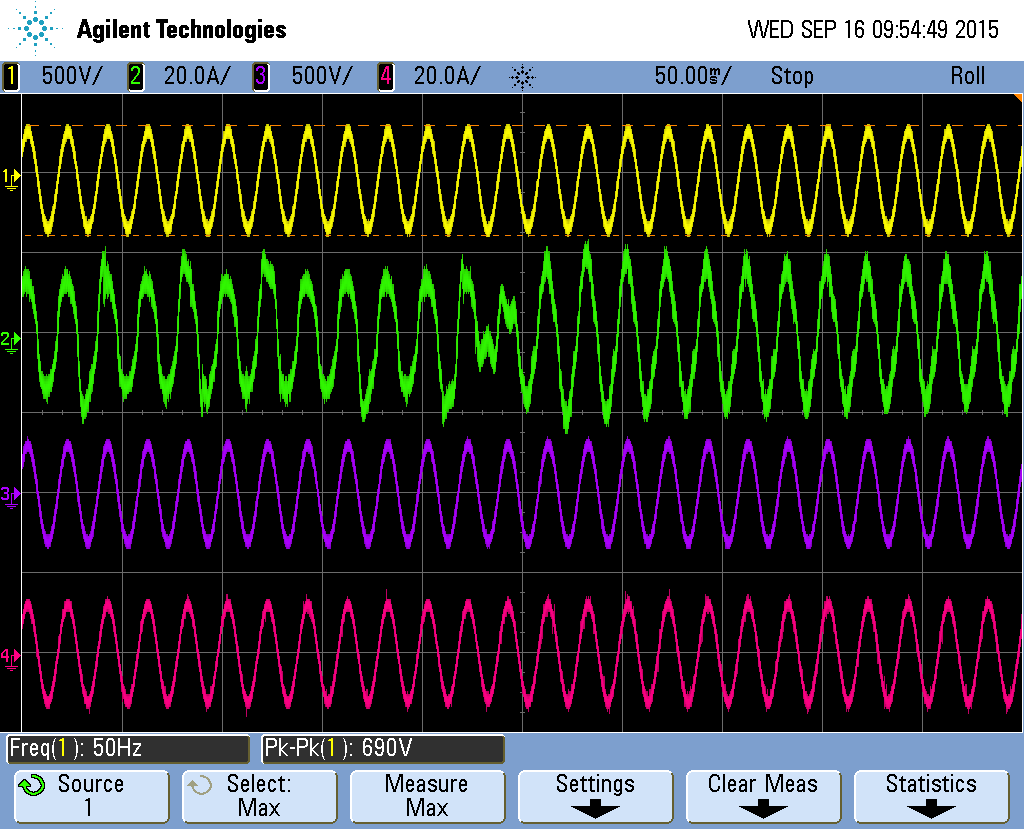 Agilent Technologies WED SEP 16 09:54:49 2015
1 500V/ 2 20.0A/ 3 500V/ 4 20.0A/ 50.00ms/ Stop Roll
1
2
3
4
Freq(1): 50Hz Pk-Pk(1): 690V
Source Select: Measure Settings Clear Meas Statistics
1 Max Max